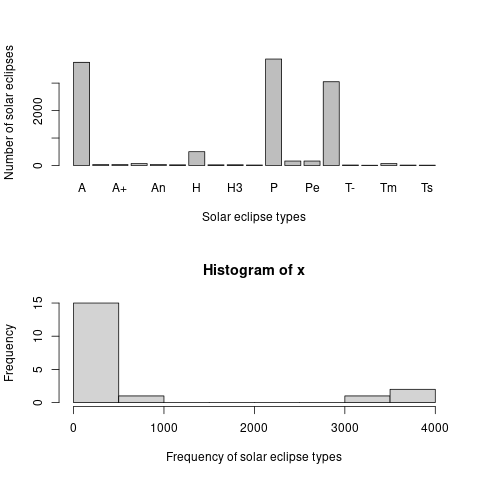 Number of solar eclipses
2000
0
A A+ An H H3 P Pe T- Tm Ts
Solar eclipse types
Histogram of x
Frequency
15
10
5
0
0 1000 2000 3000 4000
Frequency of solar eclipse types